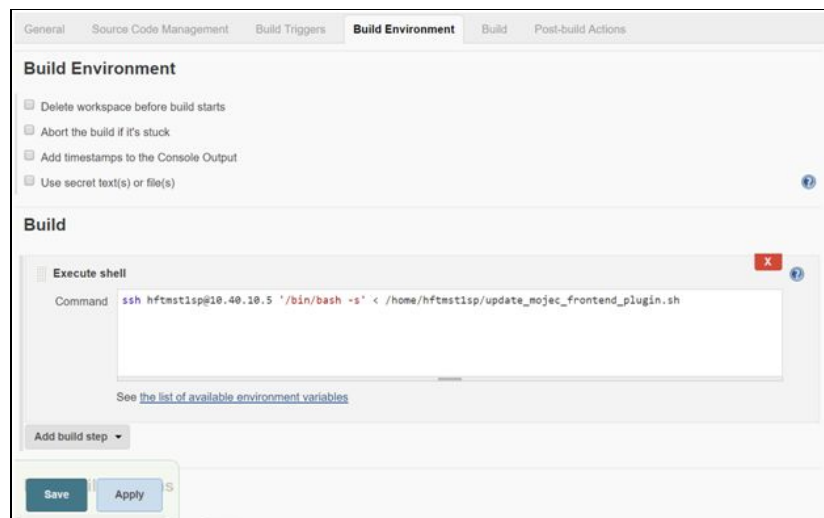 General Source Code Management Build Triggers Build Environment Build Post-build Actions
Build Environment
Delete workspace before build starts
Abort the build if it's stuck
Add timestamps to the Console Output
Use secret text(s) or file(s)
Build
X
Execute shell
Command ssh hftmst1sp@10.40.10.5 '/bin/bash -s' < /home/hftmst1sp/update_mojec_frontend_plugin.sh
See the list of available environment variables
Add build step
Save Apply